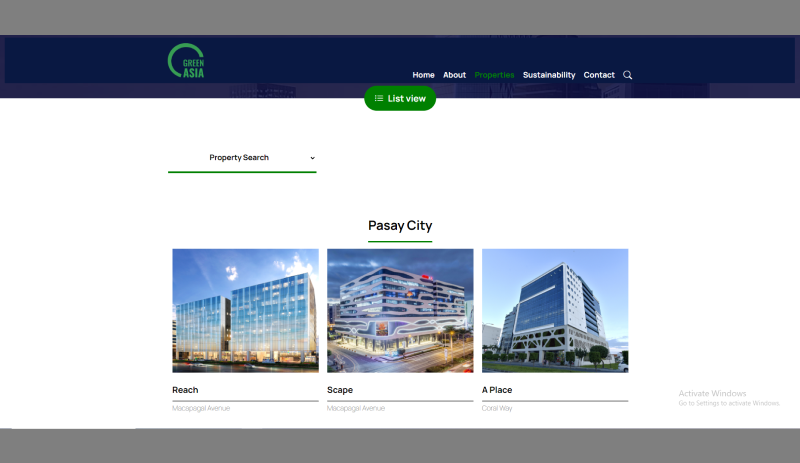 GREEN
ASIA
Home About Properties Sustainability Contact
List view
Property Search
Pasay City
Reach
Macapagal Avenue
Scape
Macapagal Avenue
A Place
Coral Way
Activate Windows
Go to Settings to activate Windows.